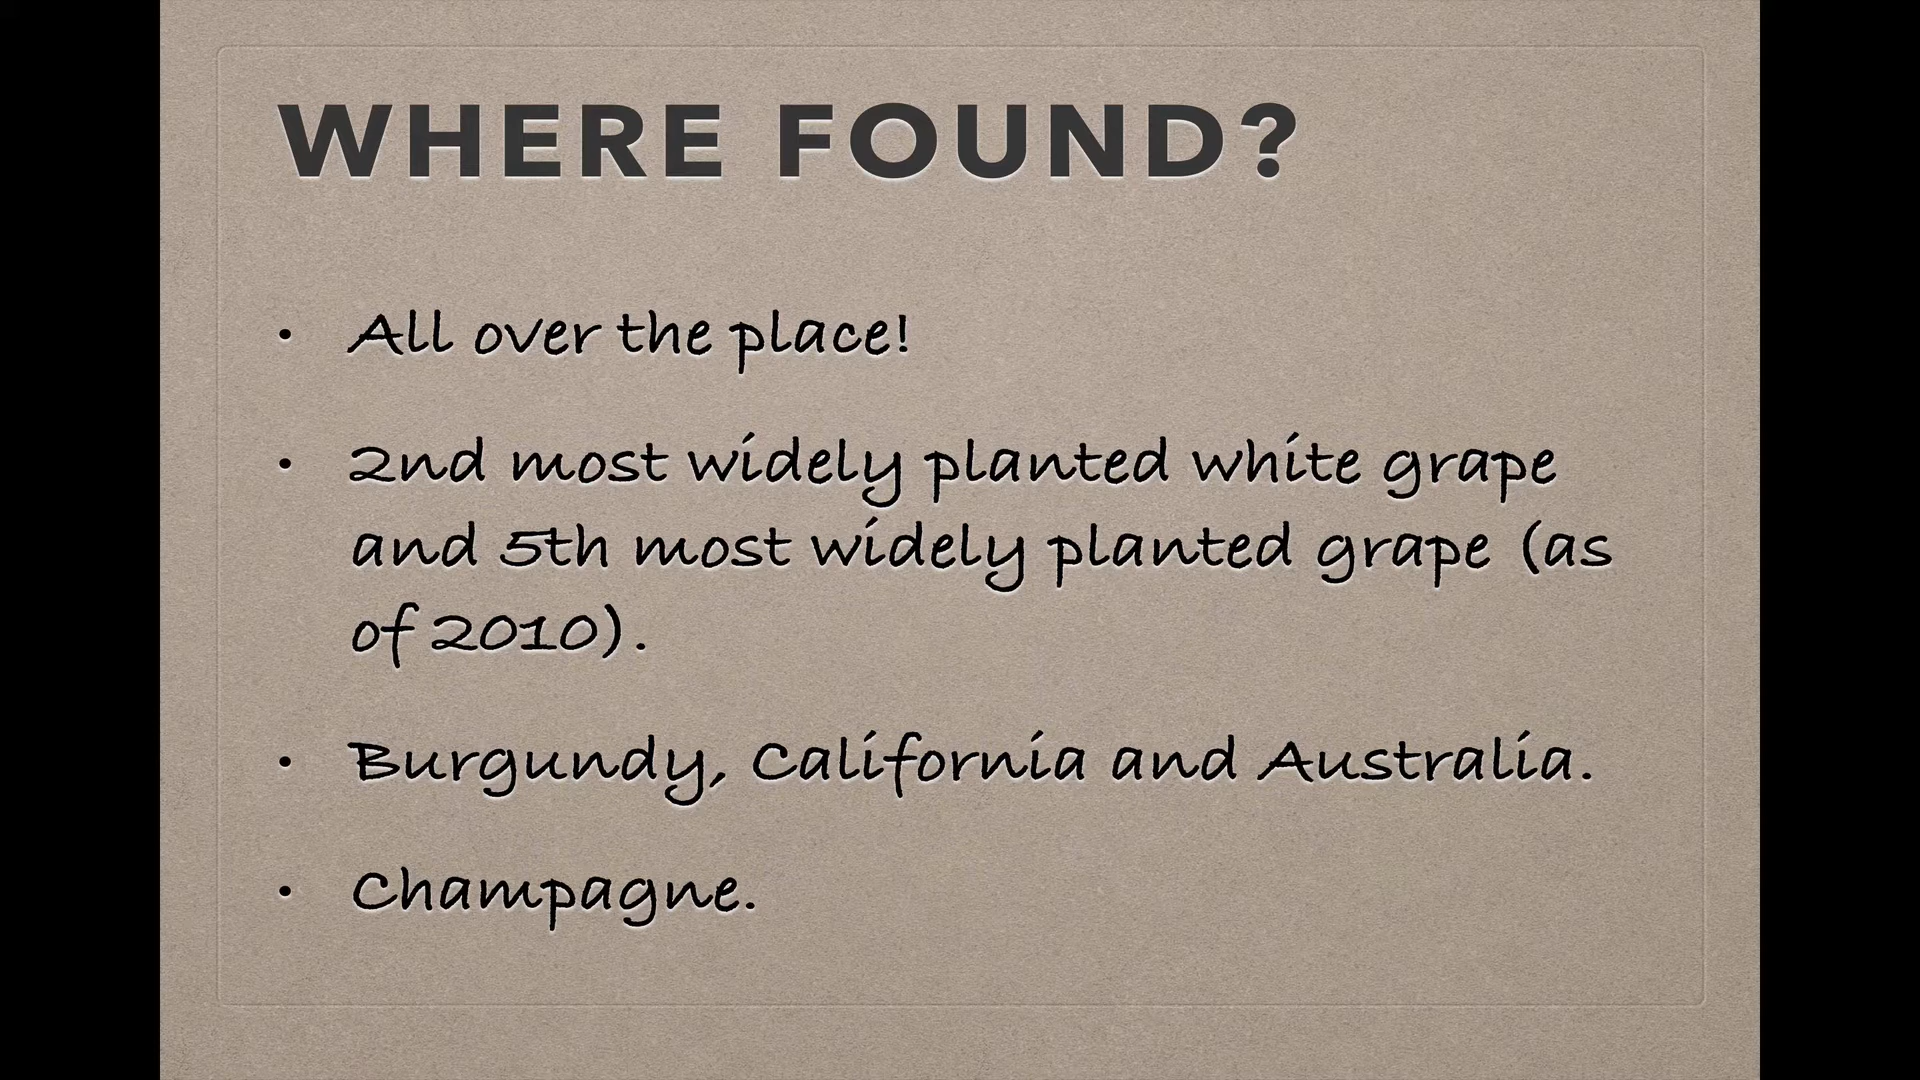 WHERE FOUND?
• All over the place!
• 2nd most widely planted white grape
and 5th most widely planted grape (as
of 2010).
• Burgundy, California and Australia.
• Champagne.